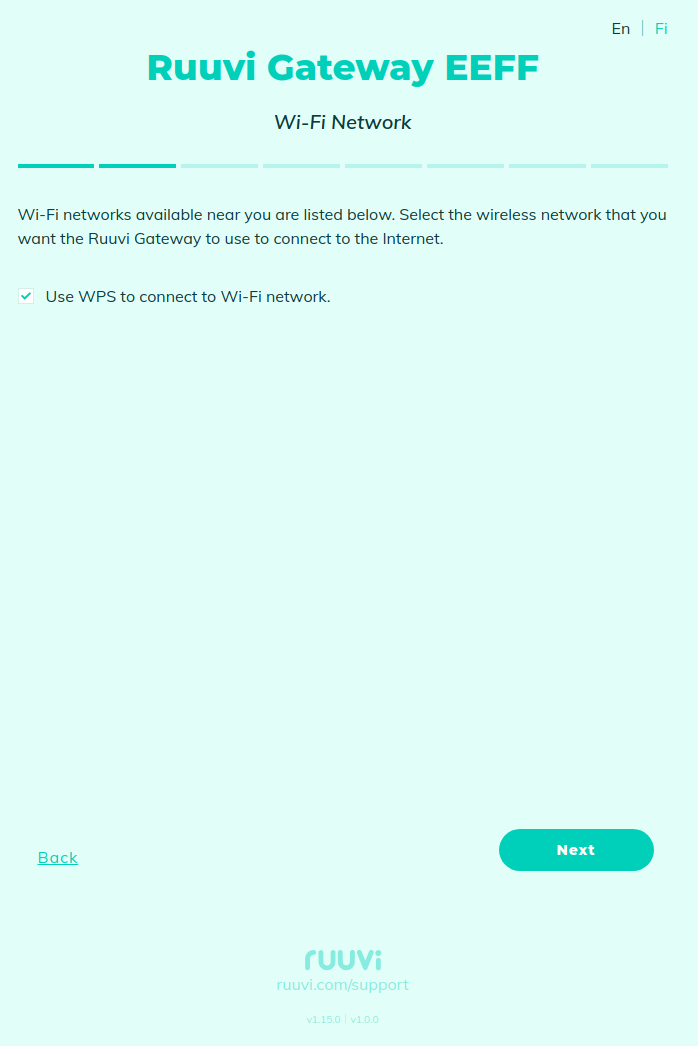 En | Fi
Ruuvi Gateway EEFF
Wi-Fi Network
Wi-Fi networks available near you are listed below. Select the wireless network that you
want the Ruuvi Gateway to use to connect to the Internet.
Use WPS to connect to Wi-Fi network.
Back
Next
ruuvi
ruuvi.com/support
v1.15.0 | v1.0.0